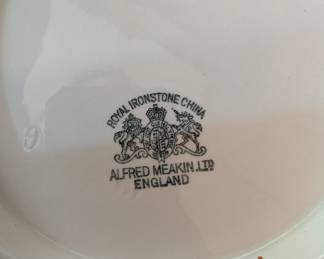 ROYAL IRONSTONE CHINA
ALFRED MEAKIN LTD
ENGLAND